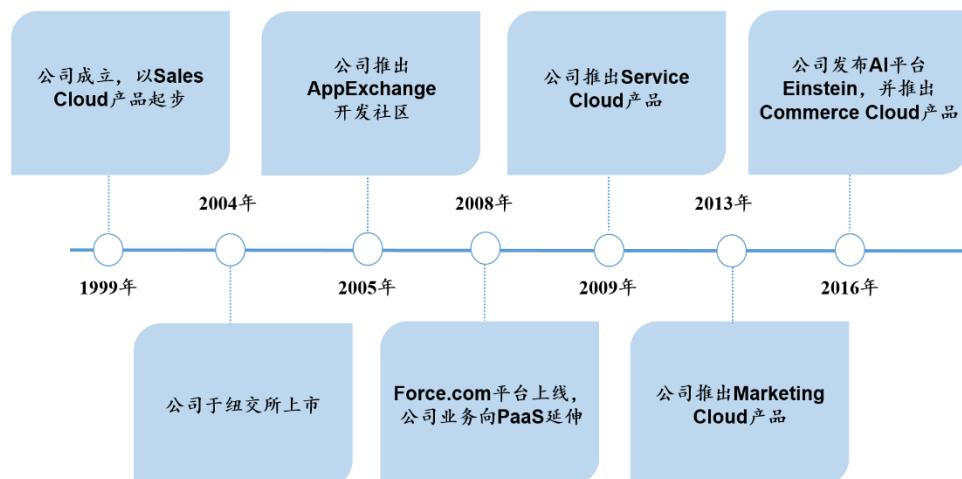 公司成立，以Sales
Cloud产品起步
公司推出
AppExchange
开发社区
公司推出Service
Cloud产品
公司发布AI平台
Einstein，并推出
Commerce Cloud产品
2004年
2008年
2013年
1999年
2005年
2009年
2016年
公司于纽交所上市
Force.com平台上线，
公司业务向PaaS延伸
公司推出Marketing
Cloud产品